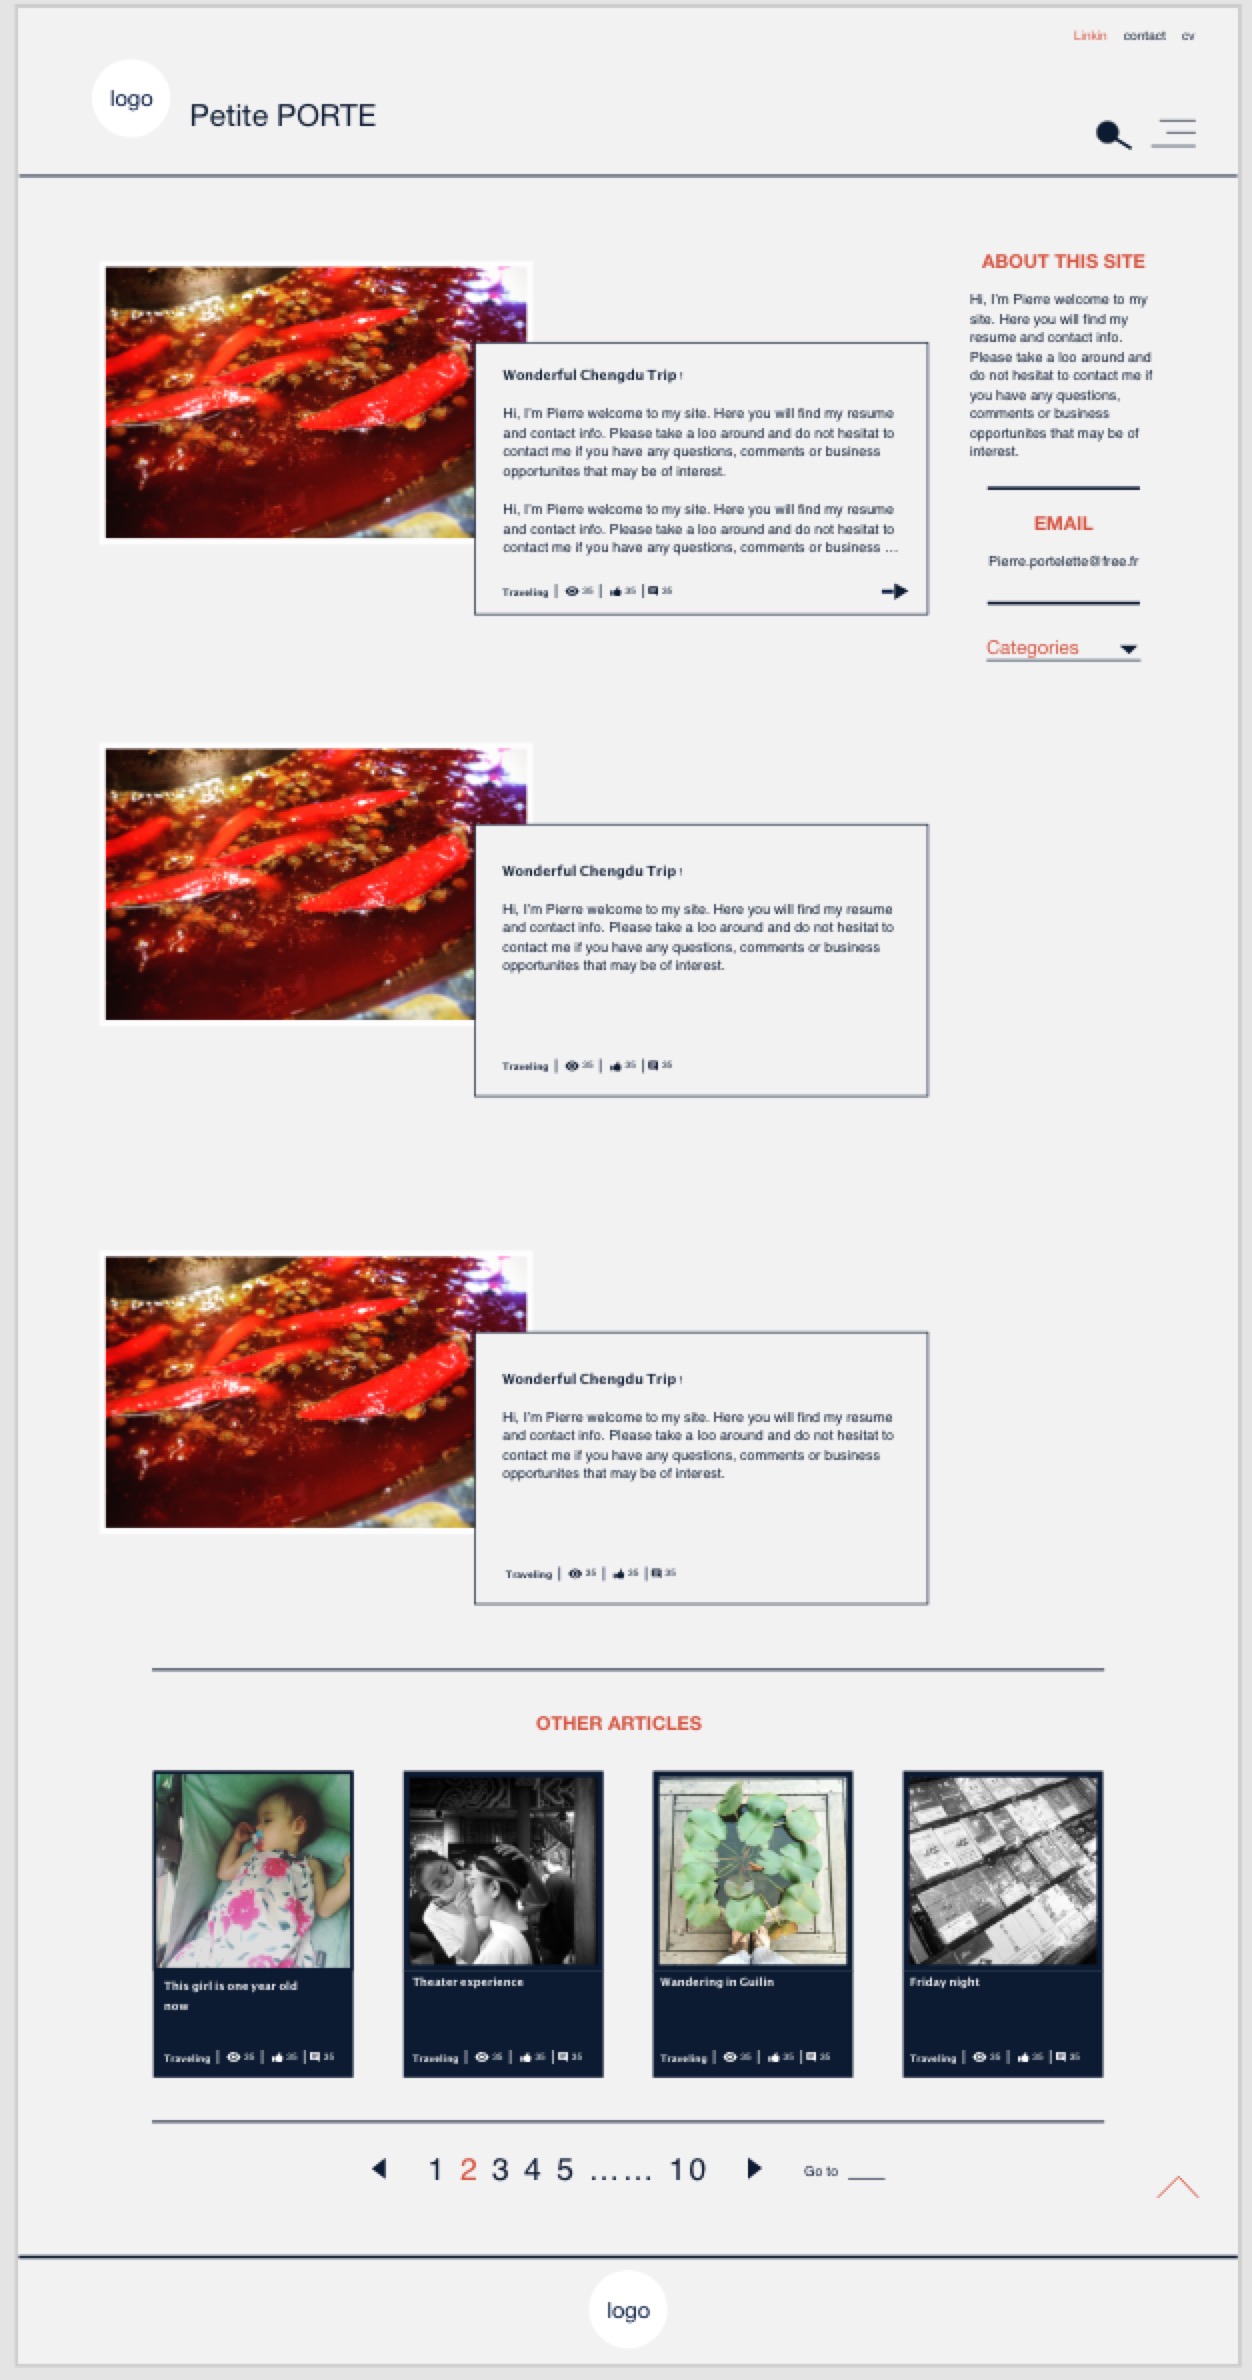 Linkin contact cv
logo
Petite PORTE
ABOUT THIS SITE
Hi, I'm Pierre welcome to my
site. Here you will find my
resume and contact info.
Please take a loo around and
do not hesitat to contact me if
you have any questions,
comments or business
opportunites that may be of
interest.
EMAIL
Pierre.portelette@free.fr
Categories
Wonderful Chengdu Trip !
Hi, I'm Pierre welcome to my site. Here you will find my resume
and contact info. Please take a loo around and do not hesitat to
contact me if you have any questions, comments or business
opportunites that may be of interest.
Hi, I'm Pierre welcome to my site. Here you will find my resume
and contact info. Please take a loo around and do not hesitat to
contact me if you have any questions, comments or business ...
Traveling | 35 | 35 | 35
Wonderful Chengdu Trip !
Hi, I'm Pierre welcome to my site. Here you will find my resume
and contact info. Please take a loo around and do not hesitat to
contact me if you have any questions, comments or business
opportunites that may be of interest.
Traveling | 35 | 35 | 35
Wonderful Chengdu Trip !
Hi, I'm Pierre welcome to my site. Here you will find my resume
and contact info. Please take a loo around and do not hesitat to
contact me if you have any questions, comments or business
opportunites that may be of interest.
Traveling | 35 | 35 | 35
OTHER ARTICLES
This girl is one year old
now
Traveling | 35 | 35 | 35
Theater experience
Traveling | 35 | 35 | 35
Wandering in Guilin
Traveling | 35 | 35 | 35
Friday night
Traveling | 35 | 35 | 35
1 2 3 4 5 ...... 10
Go to ____
logo